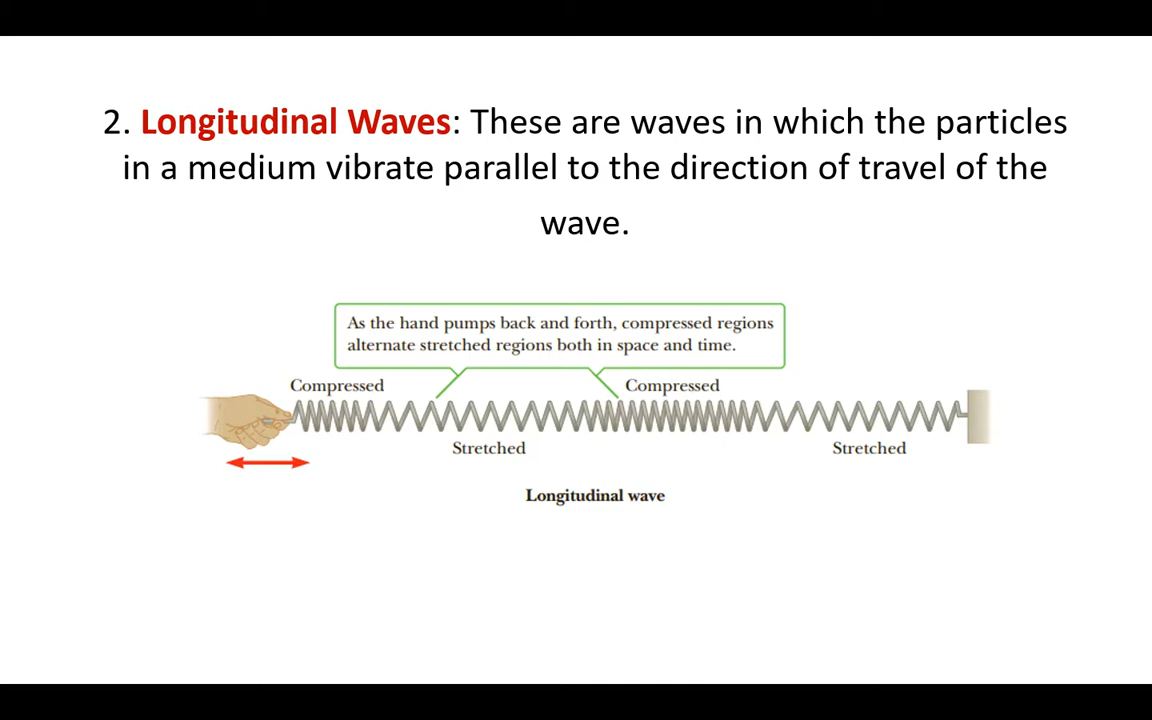 2. Longitudinal Waves: These are waves in which the particles
in a medium vibrate parallel to the direction of travel of the
wave.
As the hand pumps back and forth, compressed regions
alternate stretched regions both in space and time.
Compressed
Compressed
Stretched
Stretched
Longitudinal wave